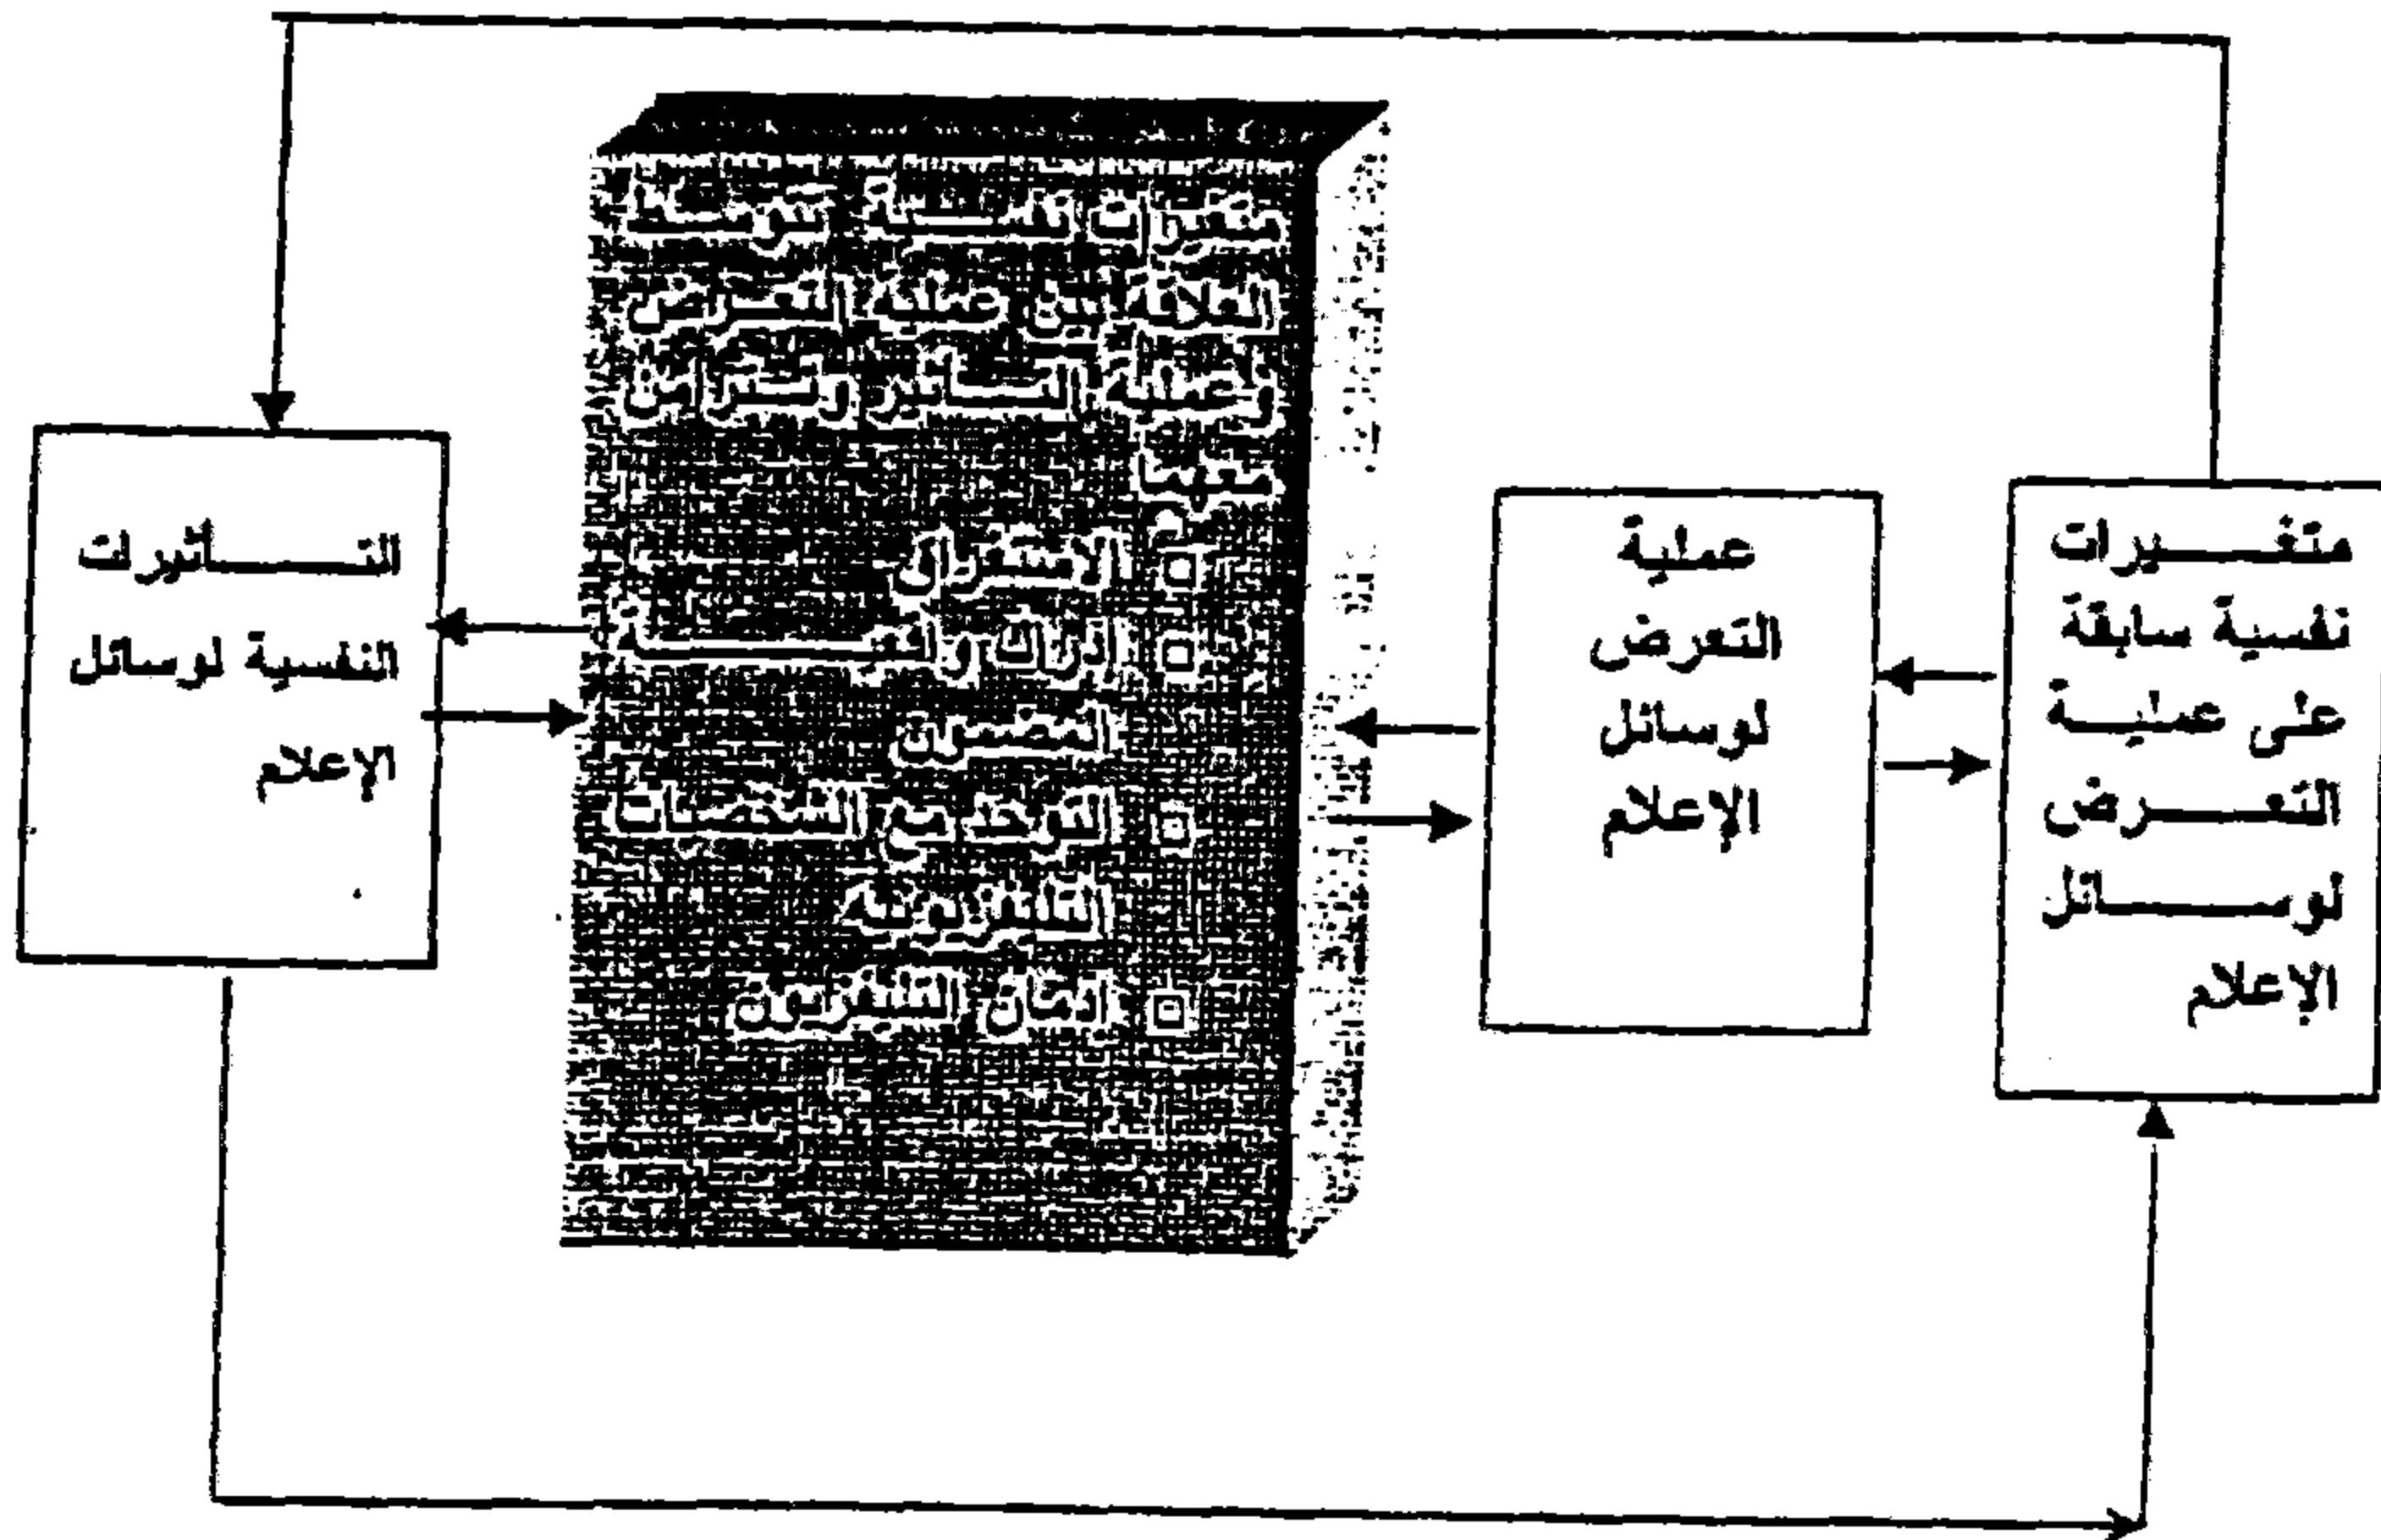 متغيرات
نفسية سابقة
على عملية
التعرض
لوسائل
الإعلام
عملية
التعرض
لوسائل
الإعلام
متغيرات نفسية تتوسط
العلاقة بين عملية التعرض
وعملية التأثير وتتزامن
معهما
الاستغراق
إدراك واقعية
المضمون
التوحد مع الشخصيات
التليفزيونية
إدمان التليفزيون
التأثيرات
النفسية لوسائل
الإعلام